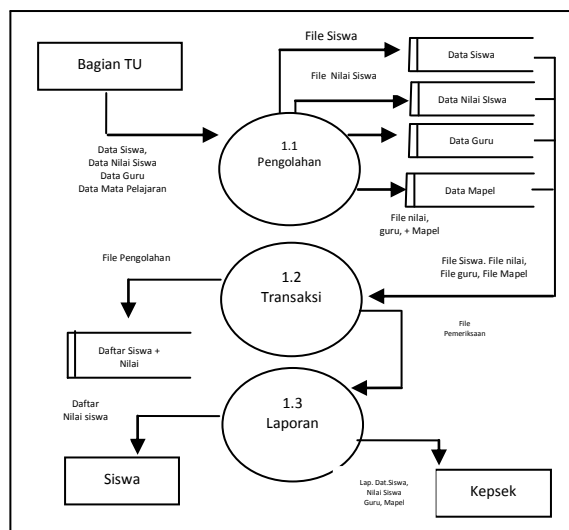 File Siswa
Bagian TU
Data Siswa
File Nilai Siswa
Data Nilai SIswa
1.1
Pengolahan
Data Siswa,
Data Nilai Siswa
Data Guru
Data Mata Pelajaran
Data Guru
Data Mapel
File nilai,
guru, + Mapel
File Pengolahan
1.2
Transaksi
File Siswa. File nilai,
File guru, File Mapel
File
Pemeriksaan
Daftar Siswa +
Nilai
Daftar
Nilai siswa
1.3
Laporan
Siswa
Lap. Dat.Siswa,
Nilai Siswa
Guru, Mapel
Kepsek